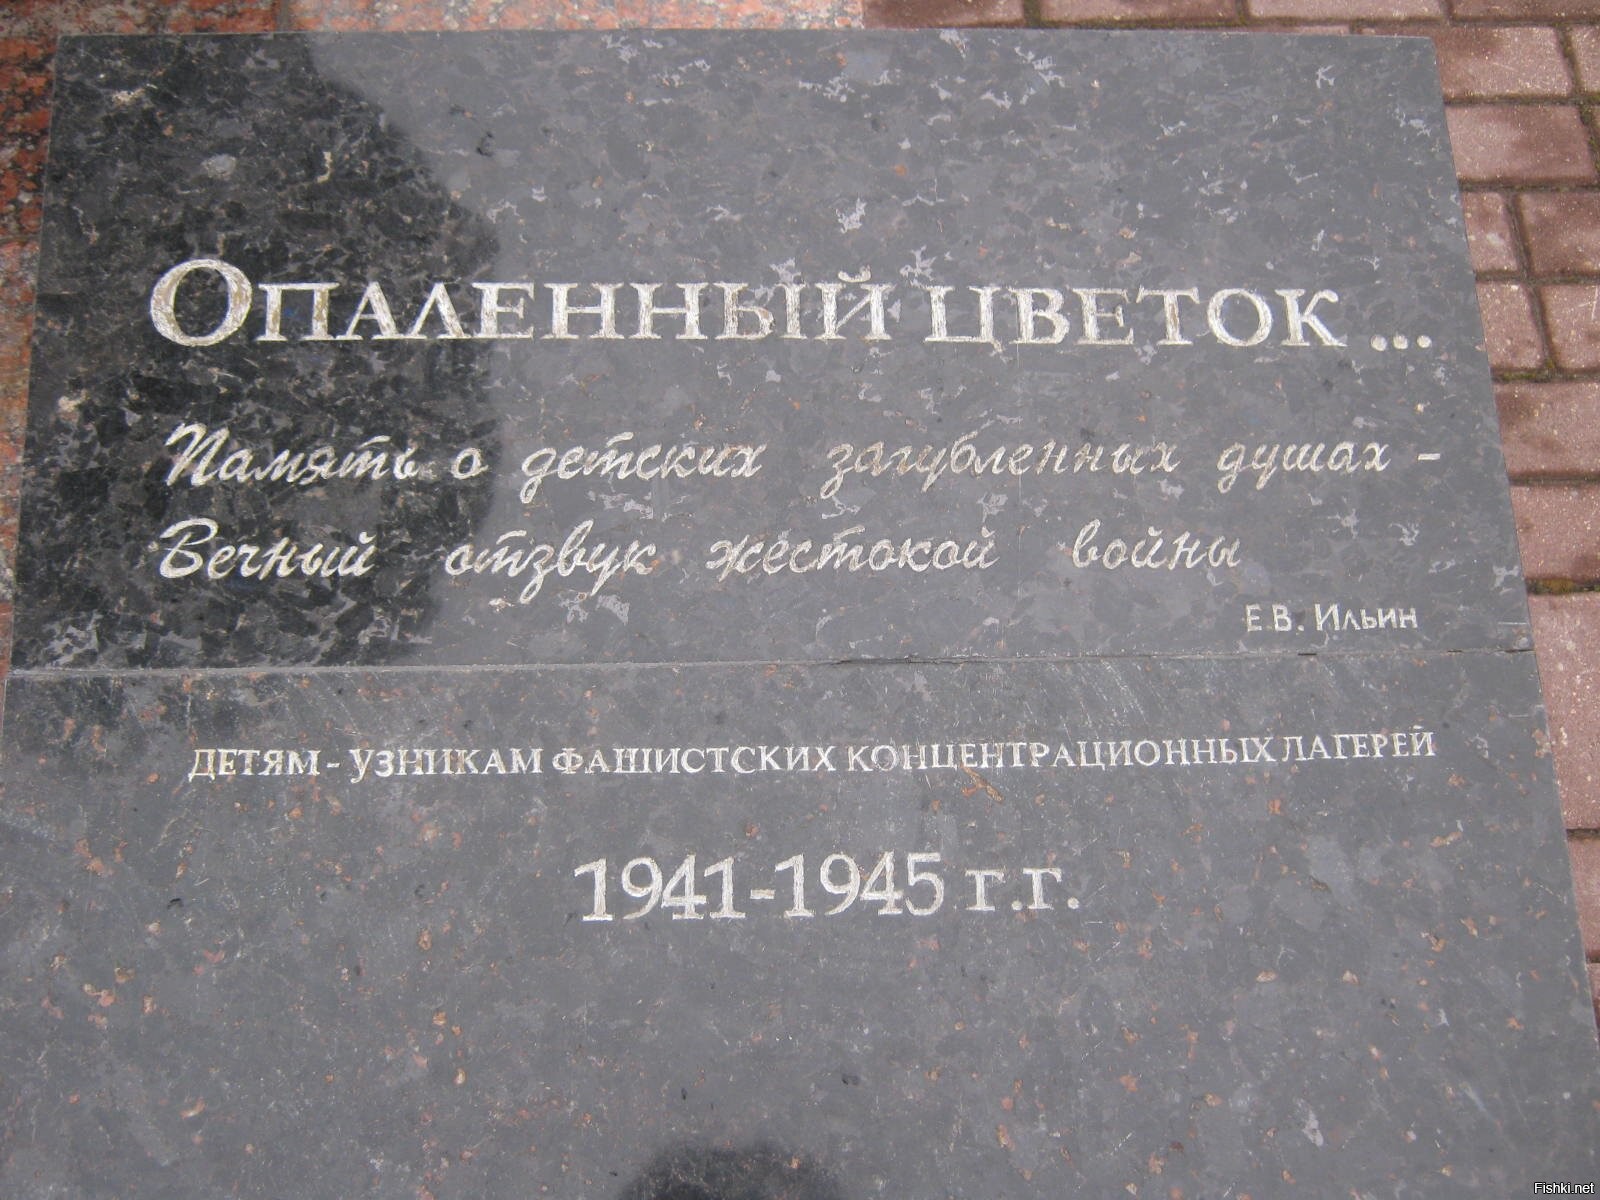 Опаленный цветок...
Память о детских загубленных душах -
Вечный отзвук жестокой войны
Е.В. Ильин
ДЕТЯМ - УЗНИКАМ ФАШИСТСКИХ КОНЦЕНТРАЦИОННЫХ ЛАГЕРЕЙ
1941-1945 г.г.
Fishki.net